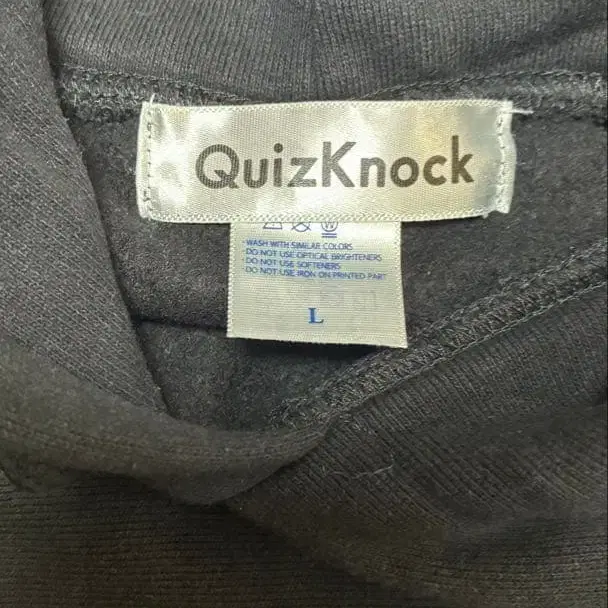 QuizKnock
W
· WASH WITH SIMILAR COLORS
· DO NOT USE OPTICAL BRIGHTENERS
· DO NOT USE SOFTENERS
· DO NOT USE IRON ON PRINTED PART
L